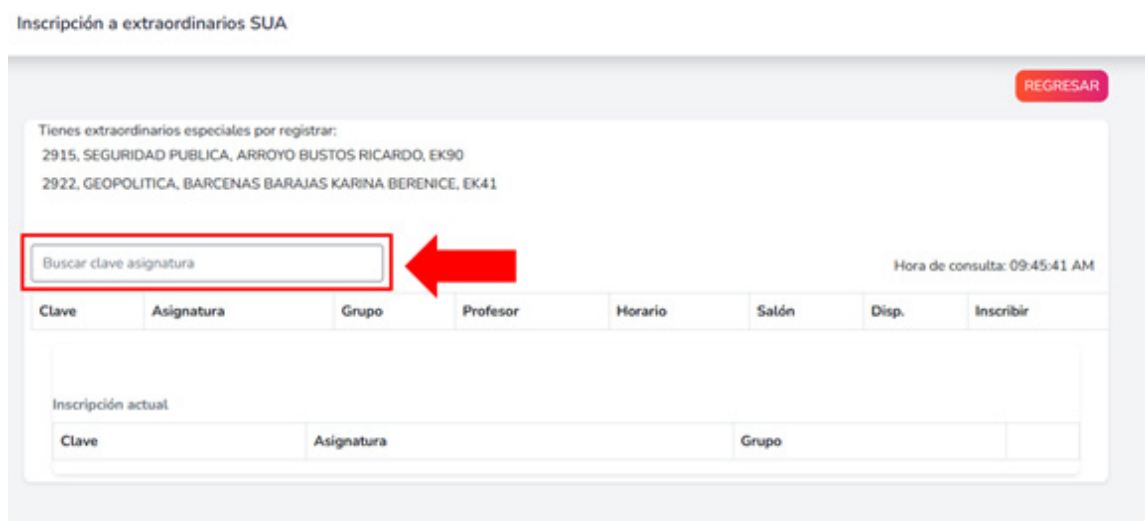 Inscripción a extraordinarios SUA
REGRESAR
Tienes extraordinarios especiales por registrar:
2915, SEGURIDAD PUBLICA, ARROYO BUSTOS RICARDO, EK90
2922, GEOPOLITICA, BARCENAS BARAJAS KARINA BERENICE, EK41
Buscar clave asignatura
Hora de consulta: 09:45:41 AM
Clave Asignatura Grupo Profesor Horario Salón Disp. Inscribir
Inscripción actual
Clave Asignatura Grupo